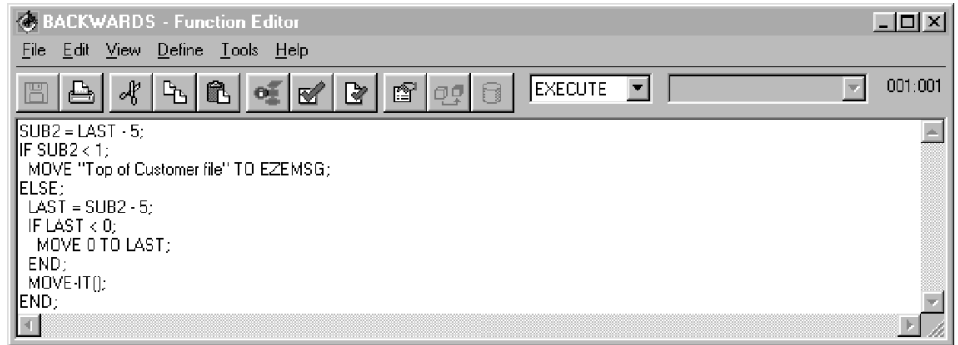 BACKWARDS - Function Editor
File Edit View Define Tools Help
EXECUTE 001:001
SUB2 = LAST - 5;
IF SUB2 < 1;
MOVE "Top of Customer file" TO EZEMSG;
ELSE;
LAST = SUB2 - 5;
IF LAST < 0;
MOVE 0 TO LAST;
END;
MOVE-IT();
END;